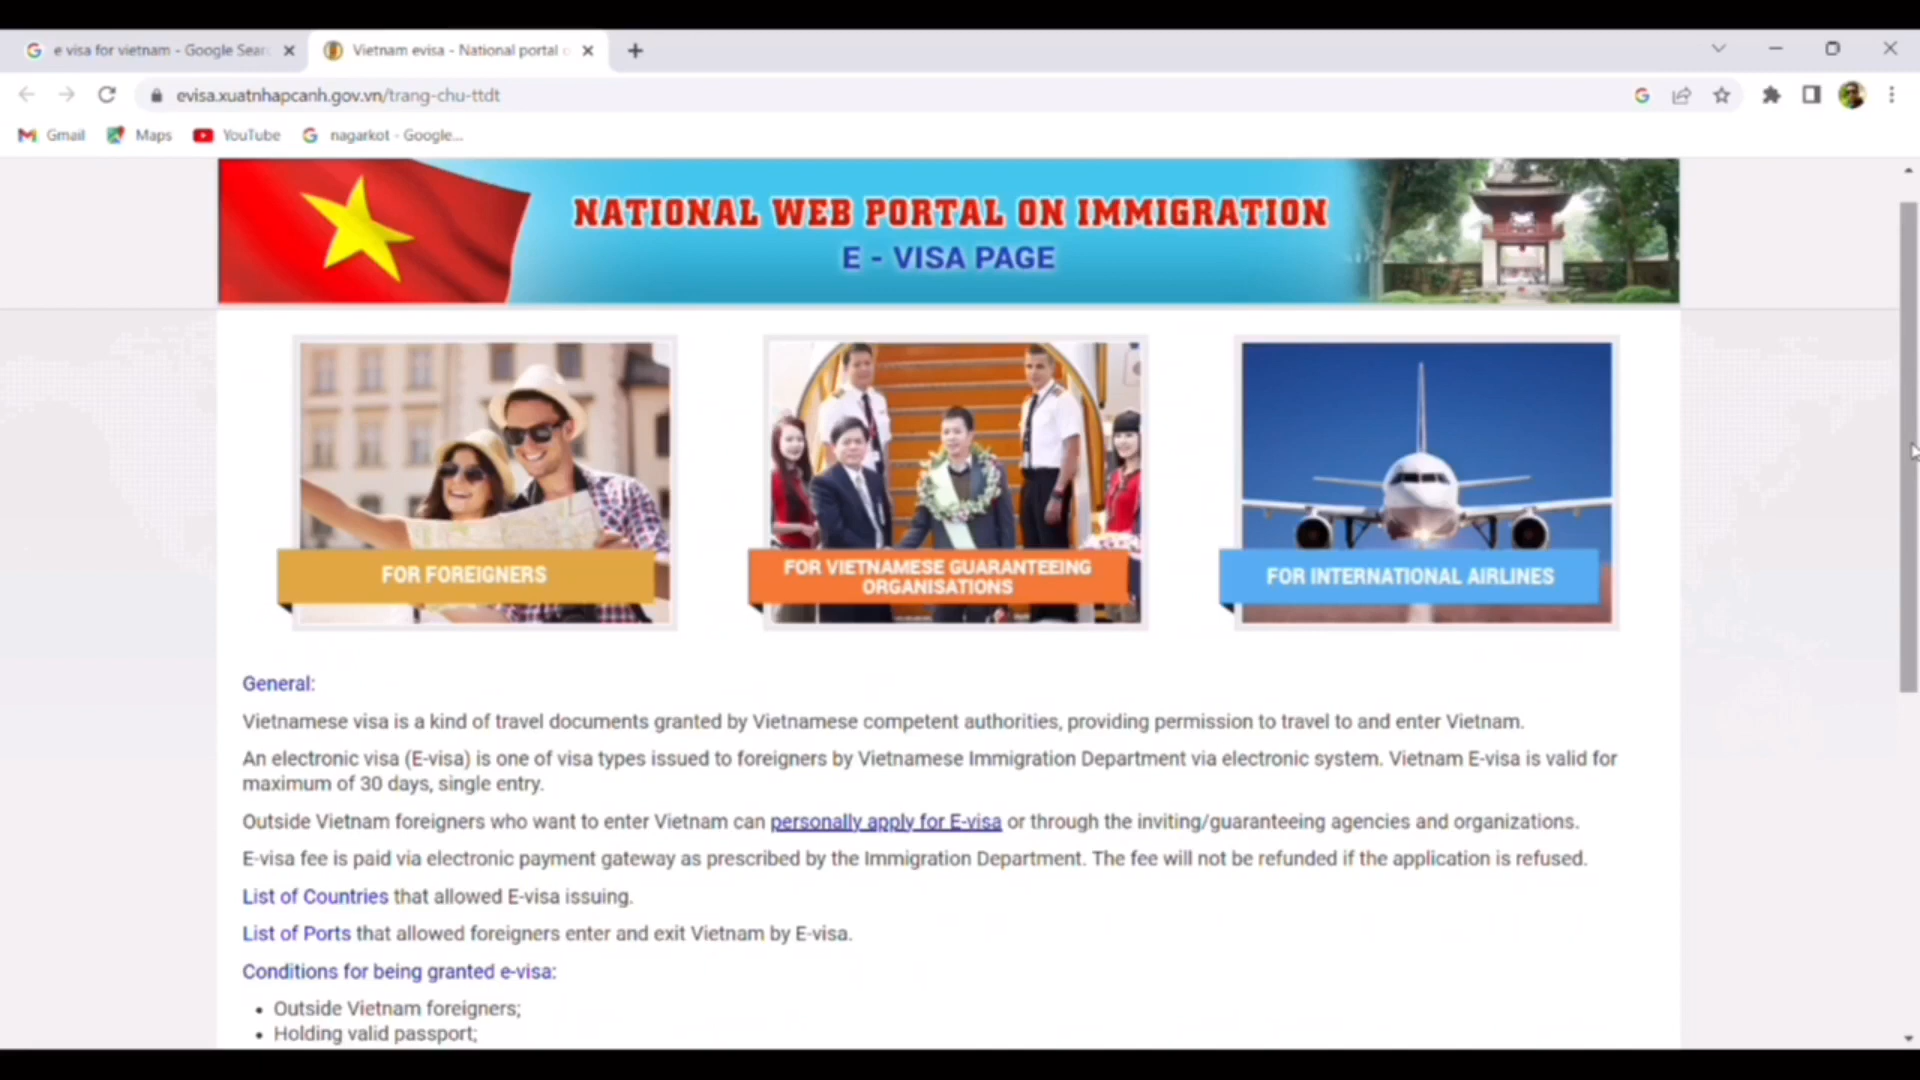 e visa for vietnam - Google Sear
Vietnam evisa - National portal o
evisa.xuatnhapcanh.gov.vn/trang-chu-ttdt
Gmail
Maps
YouTube
nagarkot - Google...
NATIONAL WEB PORTAL ON IMMIGRATION
E - VISA PAGE
FOR FOREIGNERS
FOR VIETNAMESE GUARANTEEING
ORGANISATIONS
FOR INTERNATIONAL AIRLINES
General:
Vietnamese visa is a kind of travel documents granted by Vietnamese competent authorities, providing permission to travel to and enter Vietnam.
An electronic visa (E-visa) is one of visa types issued to foreigners by Vietnamese Immigration Department via electronic system. Vietnam E-visa is valid for
maximum of 30 days, single entry.
Outside Vietnam foreigners who want to enter Vietnam can personally apply for E-visa or through the inviting/guaranteeing agencies and organizations.
E-visa fee is paid via electronic payment gateway as prescribed by the Immigration Department. The fee will not be refunded if the application is refused.
List of Countries that allowed E-visa issuing.
List of Ports that allowed foreigners enter and exit Vietnam by E-visa.
Conditions for being granted e-visa:
• Outside Vietnam foreigners;
• Holding valid passport;